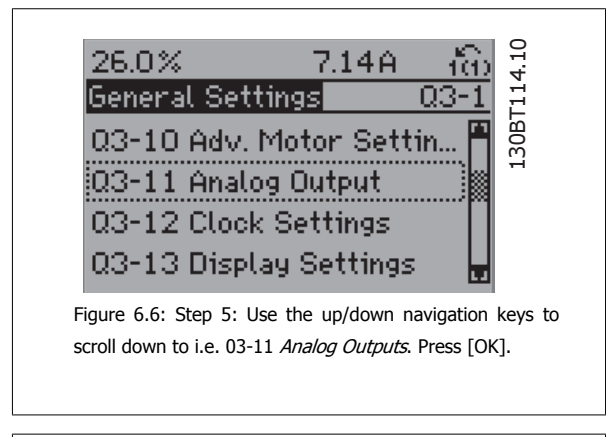 26.0% 7.14A 1(1)
General Settings Q3-1
Q3-10 Adv. Motor Settin...
Q3-11 Analog Output
Q3-12 Clock Settings
Q3-13 Display Settings
130BT114.10
Figure 6.6: Step 5: Use the up/down navigation keys to
scroll down to i.e. 03-11 Analog Outputs. Press [OK].